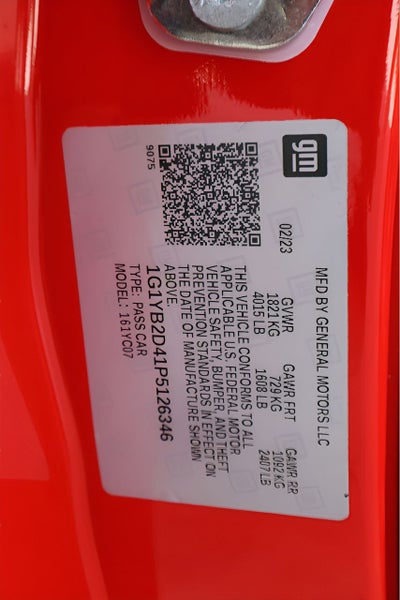 gm
MFD BY GENERAL MOTORS LLC
02/23
GVWR GAWR FRT GAWR RR
1821 KG 729 KG 1092 KG
4015 LB 1608 LB 2407 LB
THIS VEHICLE CONFORMS TO ALL
APPLICABLE U.S. FEDERAL MOTOR
VEHICLE SAFETY, BUMPER, AND THEFT
PREVENTION STANDARDS IN EFFECT ON
THE DATE OF MANUFACTURE SHOWN
ABOVE.
1G1YB2D41P5126346
TYPE: PASS CAR
MODEL: 161YC07
9075